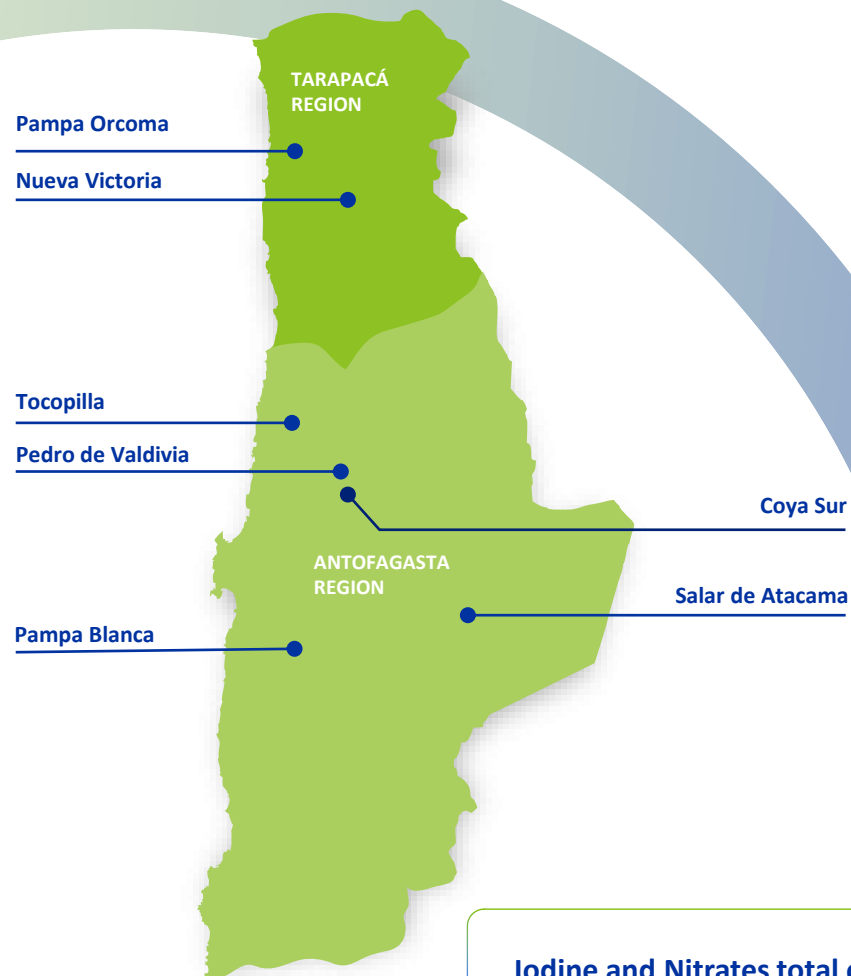 TARAPACÁ
REGION
Pampa Orcoma
Nueva Victoria
Tocopilla
Pedro de Valdivia
Coya Sur
ANTOFAGASTA
REGION
Salar de Atacama
Pampa Blanca
Iodine and Nitrates total